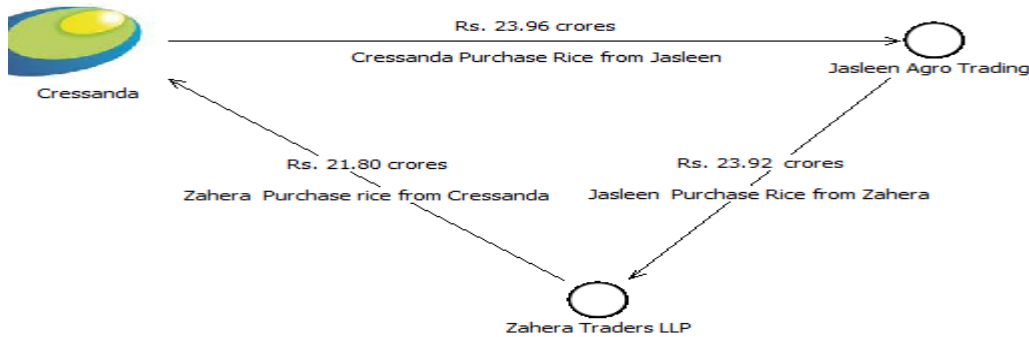 Rs. 23.96 crores
Cressanda Purchase Rice from Jasleen
Jasleen Agro Trading
Cressanda
Rs. 21.80 crores
Zahera Purchase rice from Cressanda
Rs. 23.92 crores
Jasleen Purchase Rice from Zahera
Zahera Traders LLP